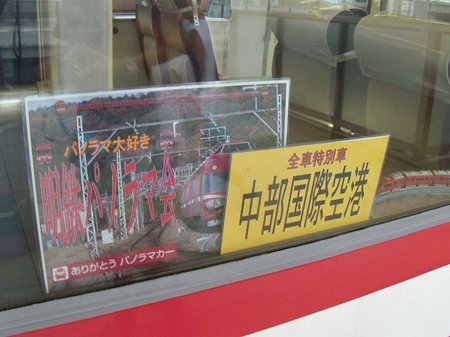 パノラマ大好き
明鉄パノラマ会
ありがとう パノラマカー
全車特別車
中部国際空港